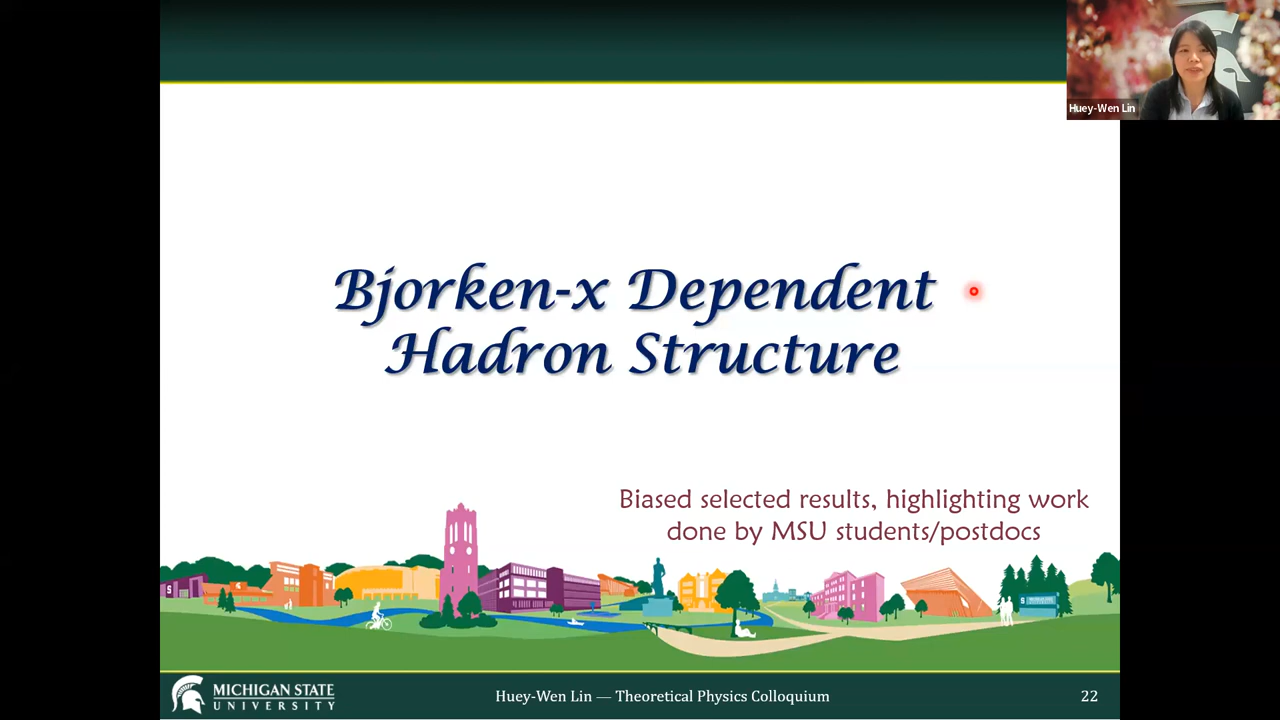 Huey-Wen Lin
Bjorken-x Dependent
Hadron Structure
Biased selected results, highlighting work
done by MSU students/postdocs
S
S
MICHIGAN STATE
UNIVERSITY
Huey-Wen Lin — Theoretical Physics Colloquium
22